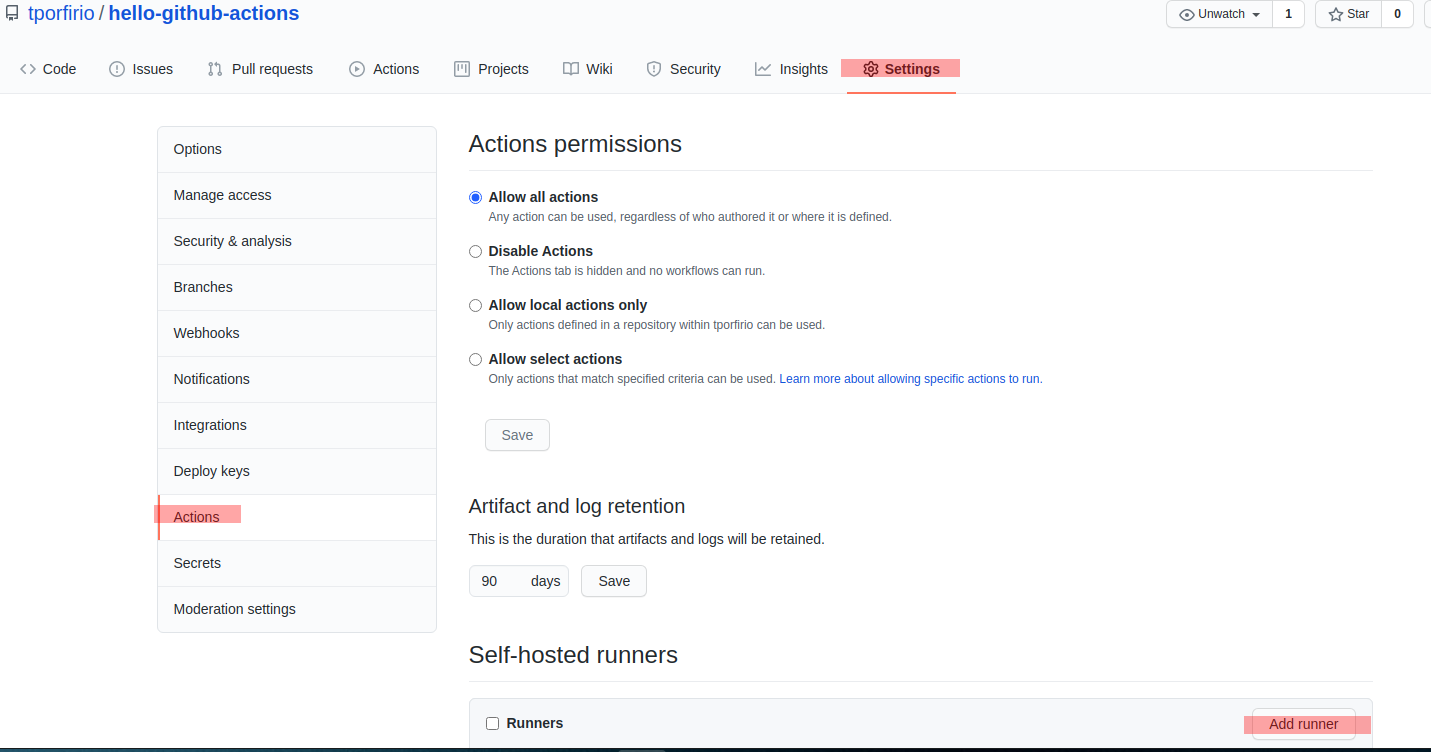 tporfirio / hello-github-actions
Unwatch 1 Star 0
Code Issues Pull requests Actions Projects Wiki Security Insights Settings
Options
Manage access
Security & analysis
Branches
Webhooks
Notifications
Integrations
Deploy keys
Actions
Secrets
Moderation settings
Actions permissions
Allow all actions
Any action can be used, regardless of who authored it or where it is defined.
Disable Actions
The Actions tab is hidden and no workflows can run.
Allow local actions only
Only actions defined in a repository within tporfirio can be used.
Allow select actions
Only actions that match specified criteria can be used. Learn more about allowing specific actions to run.
Save
Artifact and log retention
This is the duration that artifacts and logs will be retained.
90 days Save
Self-hosted runners
Runners Add runner